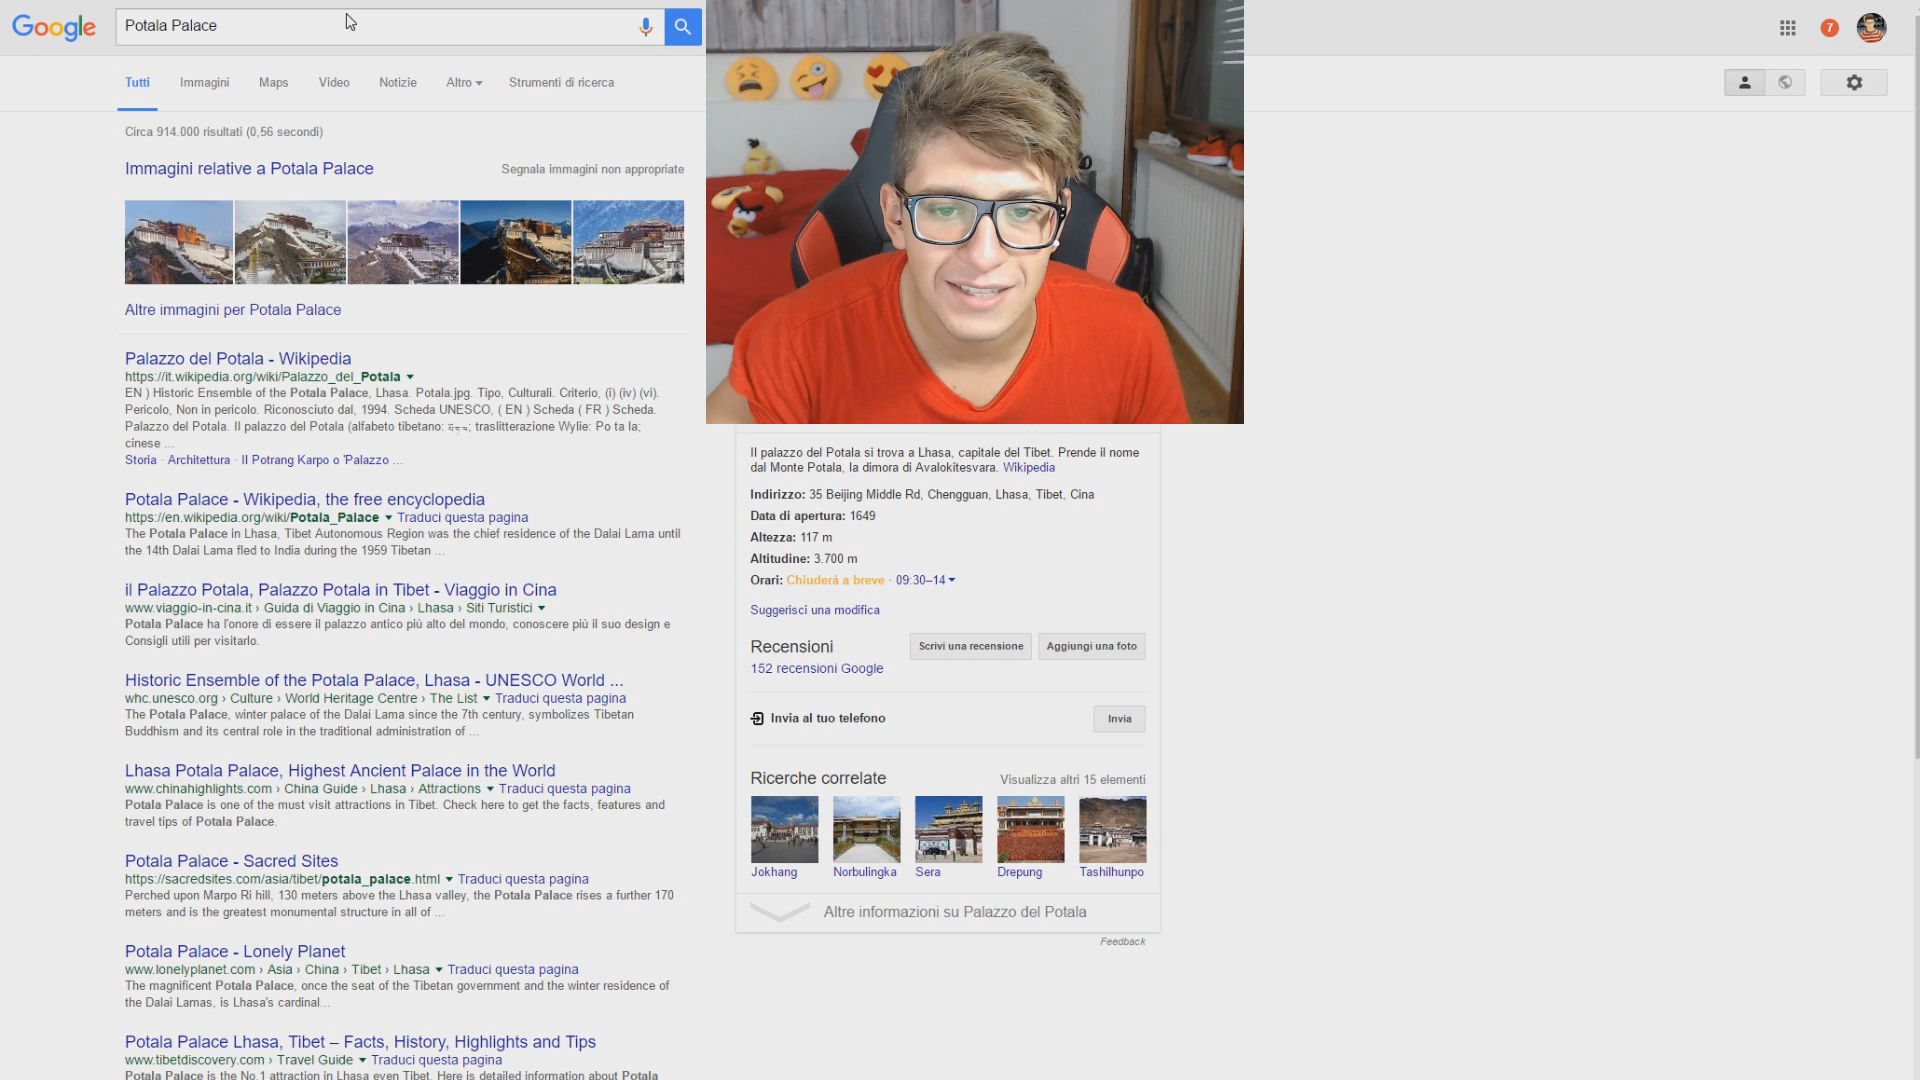 Google
Potala Palace
7
Tutti
Immagini
Maps
Video
Notizie
Altro
Strumenti di ricerca
Circa 914.000 risultati (0,56 secondi)
Immagini relative a Potala Palace
Segnala immagini non appropriate
Altre immagini per Potala Palace
Palazzo del Potala - Wikipedia
https://it.wikipedia.org/wiki/Palazzo_del_Potala
EN ) Historic Ensemble of the Potala Palace, Lhasa. Potala.jpg. Tipo, Culturali. Criterio, (i) (iv) (vi).
Pericolo, Non in pericolo. Riconosciuto dal, 1994. Scheda UNESCO, ( EN ) Scheda ( FR ) Scheda.
Palazzo del Potala. Il palazzo del Potala (alfabeto tibetano: ; traslitterazione Wylie: Po ta la;
cinese ...
Storia · Architettura · Il Potrang Karpo o 'Palazzo ...
Potala Palace - Wikipedia, the free encyclopedia
https://en.wikipedia.org/wiki/Potala_Palace Traduci questa pagina
The Potala Palace in Lhasa, Tibet Autonomous Region was the chief residence of the Dalai Lama until
the 14th Dalai Lama fled to India during the 1959 Tibetan ...
il Palazzo Potala, Palazzo Potala in Tibet - Viaggio in Cina
www.viaggio-in-cina.it › Guida di Viaggio in Cina › Lhasa › Siti Turistici
Potala Palace ha l'onore di essere il palazzo antico più alto del mondo, conoscere più il suo design e
Consigli utili per visitarlo.
Historic Ensemble of the Potala Palace, Lhasa - UNESCO World ...
whc.unesco.org › Culture › World Heritage Centre › The List Traduci questa pagina
The Potala Palace, winter palace of the Dalai Lama since the 7th century, symbolizes Tibetan
Buddhism and its central role in the traditional administration of ...
Lhasa Potala Palace, Highest Ancient Palace in the World
www.chinahighlights.com › China Guide › Lhasa › Attractions Traduci questa pagina
Potala Palace is one of the must visit attractions in Tibet. Check here to get the facts, features and
travel tips of Potala Palace.
Potala Palace - Sacred Sites
https://sacredsites.com/asia/tibet/potala_palace.html Traduci questa pagina
Perched upon Marpo Ri hill, 130 meters above the Lhasa valley, the Potala Palace rises a further 170
meters and is the greatest monumental structure in all of ...
Potala Palace - Lonely Planet
www.lonelyplanet.com › Asia › China › Tibet › Lhasa Traduci questa pagina
The magnificent Potala Palace, once the seat of the Tibetan government and the winter residence of
the Dalai Lamas, is Lhasa's cardinal...
Potala Palace Lhasa, Tibet – Facts, History, Highlights and Tips
www.tibetdiscovery.com › Travel Guide Traduci questa pagina
Potala Palace is the No.1 attraction in Lhasa even Tibet. Here is detailed information about Potala
Il palazzo del Potala si trova a Lhasa, capitale del Tibet. Prende il nome
dal Monte Potala, la dimora di Avalokitesvara. Wikipedia
Indirizzo: 35 Beijing Middle Rd, Chengguan, Lhasa, Tibet, Cina
Data di apertura: 1649
Altezza: 117 m
Altitudine: 3.700 m
Orari: Chiuderà a breve · 09:30–14
Suggerisci una modifica
Recensioni
Scrivi una recensione
Aggiungi una foto
152 recensioni Google
Invia al tuo telefono
Invia
Ricerche correlate
Visualizza altri 15 elementi
Jokhang
Norbulingka
Sera
Drepung
Tashilhunpo
Altre informazioni su Palazzo del Potala
Feedback